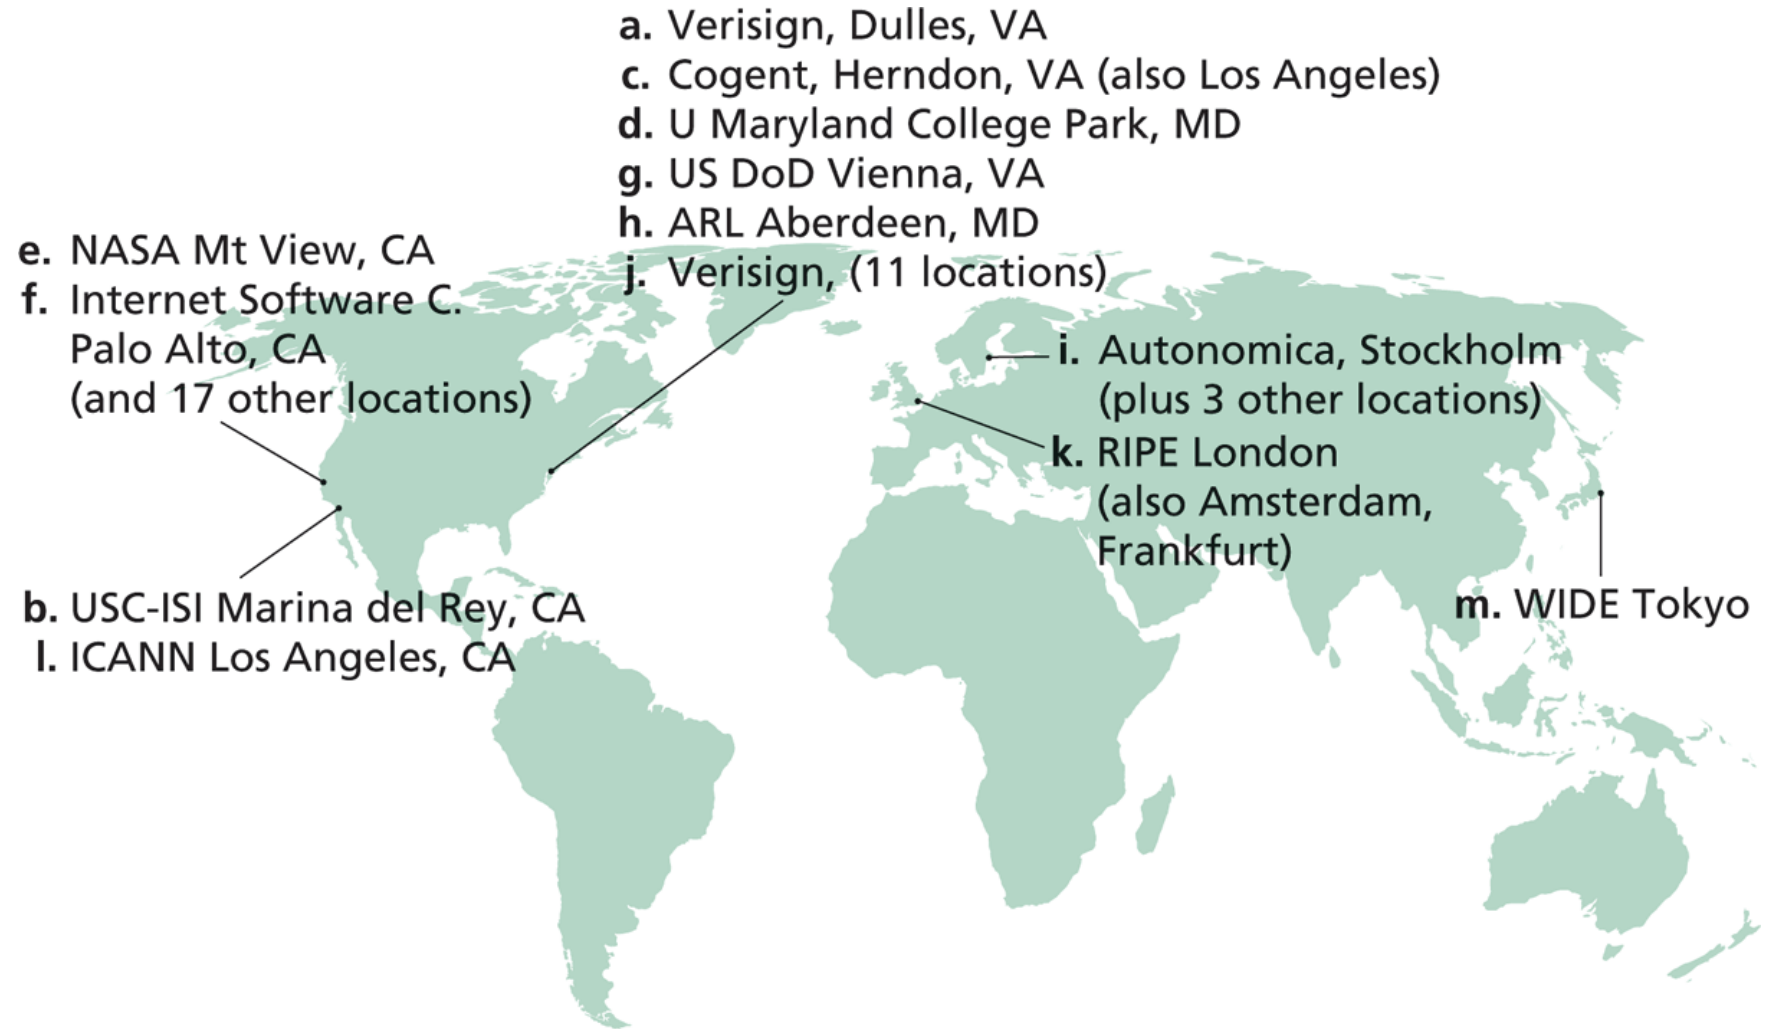 a. Verisign, Dulles, VA
c. Cogent, Herndon, VA (also Los Angeles)
d. U Maryland College Park, MD
g. US DoD Vienna, VA
h. ARL Aberdeen, MD
j. Verisign, (11 locations)
e. NASA Mt View, CA
f. Internet Software C.
Palo Alto, CA
(and 17 other locations)
i. Autonomica, Stockholm
(plus 3 other locations)
k. RIPE London
(also Amsterdam,
Frankfurt)
m. WIDE Tokyo
b. USC-ISI Marina del Rey, CA
l. ICANN Los Angeles, CA